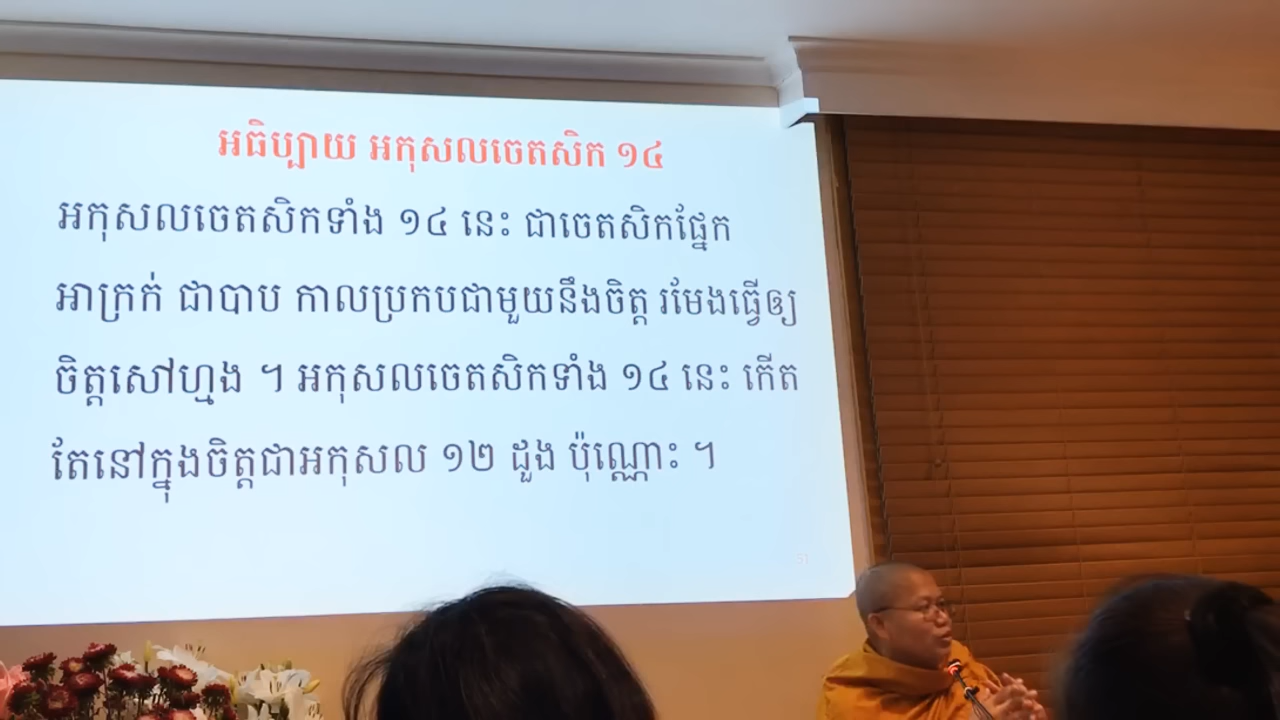 អធិប្បាយ អកុសលចេតសិក ១៤
អកុសលចេតសិកទាំង ១៤ នេះ ជាចេតសិកផ្នែក
អាក្រក់ ជាបាប កាលប្រកបជាមួយនឹងចិត្ត រមែងធ្វើឲ្យ
ចិត្តសៅហ្មង ។ អកុសលចេតសិកទាំង ១៤ នេះ កើត
តែនៅក្នុងចិត្តជាអកុសល ១២ ដួង ប៉ុណ្ណោះ ។
51